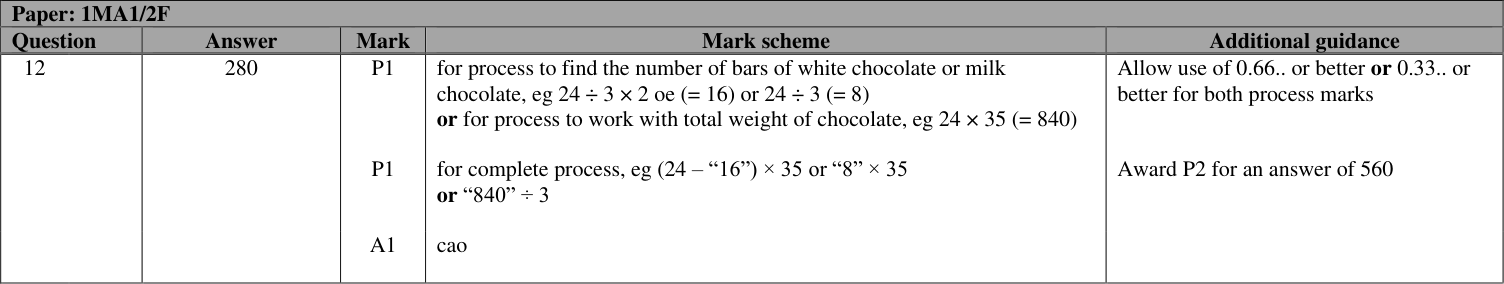 Paper: 1MA1/2F
Question Answer Mark Mark scheme Additional guidance
12 280 P1 for process to find the number of bars of white chocolate or milk Allow use of 0.66.. or better or 0.33.. or
chocolate, eg 24 ÷ 3 × 2 oe (= 16) or 24 ÷ 3 (= 8) better for both process marks
or for process to work with total weight of chocolate, eg 24 × 35 (= 840)
P1 for complete process, eg (24 – “16”) × 35 or “8” × 35 Award P2 for an answer of 560
or “840” ÷ 3
A1 cao